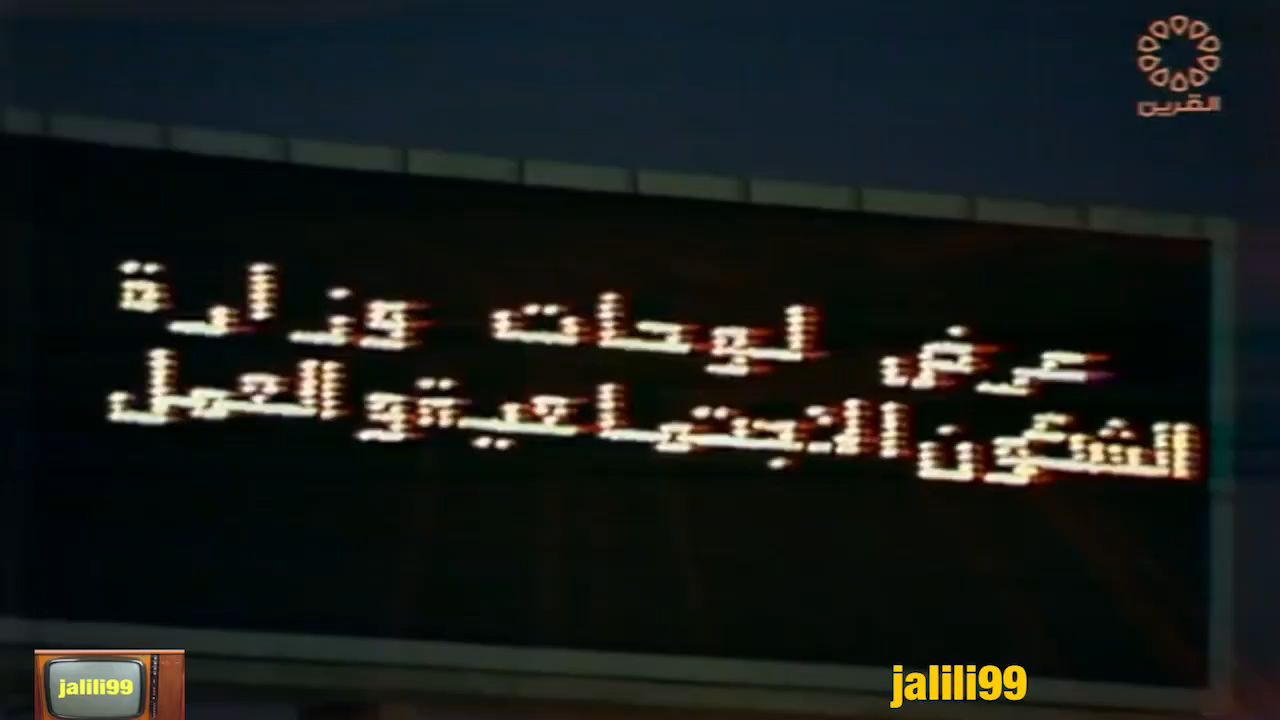 القرين
عرض لوحات وزارة
الشئون الاجتماعية والعمل
jalili99
jalili99